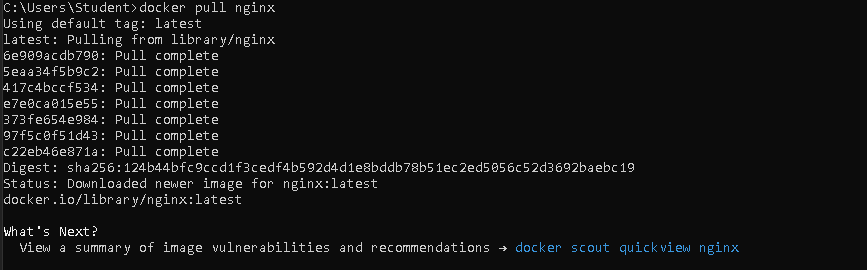 C:\Users\Student>docker pull nginx
Using default tag: latest
latest: Pulling from library/nginx
6e909acdb790: Pull complete
5eaa34f5b9c2: Pull complete
417c4bccf534: Pull complete
e7e0ca015e55: Pull complete
373fe654e984: Pull complete
97f5c0f51d43: Pull complete
c22eb46e871a: Pull complete
Digest: sha256:124b44bfc9ccd1f3cedf4b592d4d1e8bddb78b51ec2ed5056c52d3692baebc19
Status: Downloaded newer image for nginx:latest
docker.io/library/nginx:latest
What's Next?
View a summary of image vulnerabilities and recommendations → docker scout quickview nginx